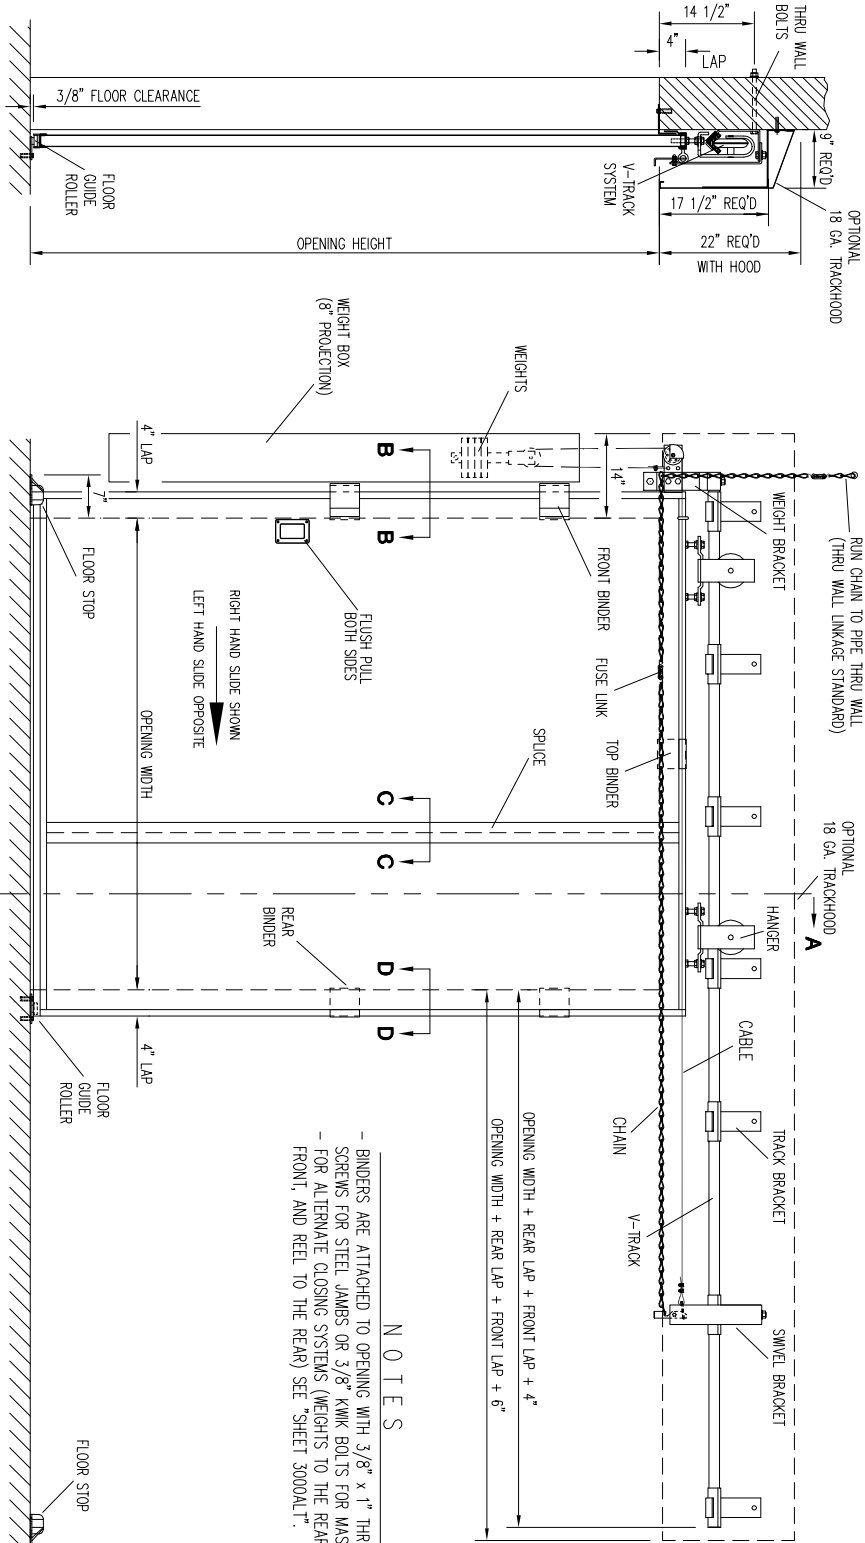 14 1/2"
4"
LAP
THRU WALL
BOLTS
3/8" FLOOR CLEARANCE
FLOOR
GUIDE
ROLLER
V-TRACK
SYSTEM
9" REQ'D
17 1/2" REQ'D
22" REQ'D
WITH HOOD
OPTIONAL
18 GA. TRACKHOOD
OPENING HEIGHT
WEIGHT BOX
(8" PROJECTION)
WEIGHTS
4" LAP
7"
14"
B
B
WEIGHT BRACKET
RUN CHAIN TO PIPE THRU WALL
(THRU WALL LINKAGE STANDARD)
FLOOR STOP
FRONT BINDER
FLUSH PULL
BOTH SIDES
FUSE LINK
RIGHT HAND SLIDE SHOWN
LEFT HAND SLIDE OPPOSITE
TOP BINDER
OPENING WIDTH
SPLICE
C
C
OPTIONAL
18 GA. TRACKHOOD
A
HANGER
REAR
BINDER
D
D
4" LAP
FLOOR
GUIDE
ROLLER
CABLE
CHAIN
TRACK BRACKET
V-TRACK
SWIVEL BRACKET
OPENING WIDTH + REAR LAP + FRONT LAP + 4"
OPENING WIDTH + REAR LAP + FRONT LAP + 6"
NOTES
- BINDERS ARE ATTACHED TO OPENING WITH 3/8" x 1"
SCREWS FOR STEEL JAMBS OR 3/8" KWIK BOLTS FOR
- FOR ALTERNATE CLOSING SYSTEMS (WEIGHTS TO THE
FRONT, AND REEL TO THE REAR) SEE "SHEET 3000ALT".
FLOOR STOP